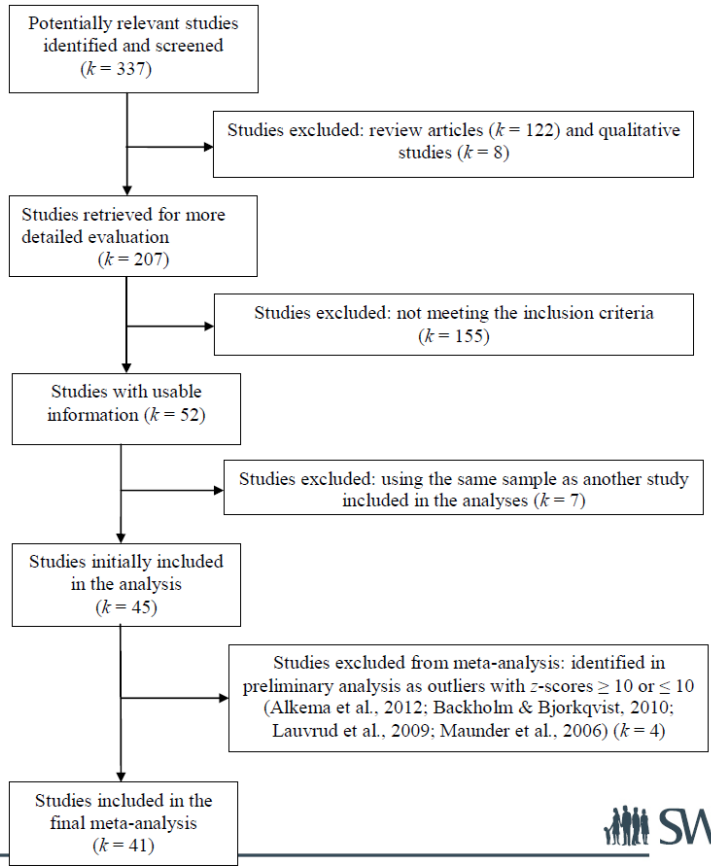 Potentially relevant studies
identified and screened
(k = 337)
Studies excluded: review articles (k = 122) and qualitative
studies (k = 8)
Studies retrieved for more
detailed evaluation
(k = 207)
Studies excluded: not meeting the inclusion criteria
(k = 155)
Studies with usable
information (k = 52)
Studies excluded: using the same sample as another study
included in the analyses (k = 7)
Studies initially included
in the analysis
(k = 45)
Studies excluded from meta-analysis: identified in
preliminary analysis as outliers with z-scores ≥ 10 or ≤ 10
(Alkema et al., 2012; Backholm & Bjorkqvist, 2010;
Lauvrud et al., 2009; Maunder et al., 2006) (k = 4)
Studies included in the
final meta-analysis
(k = 41)